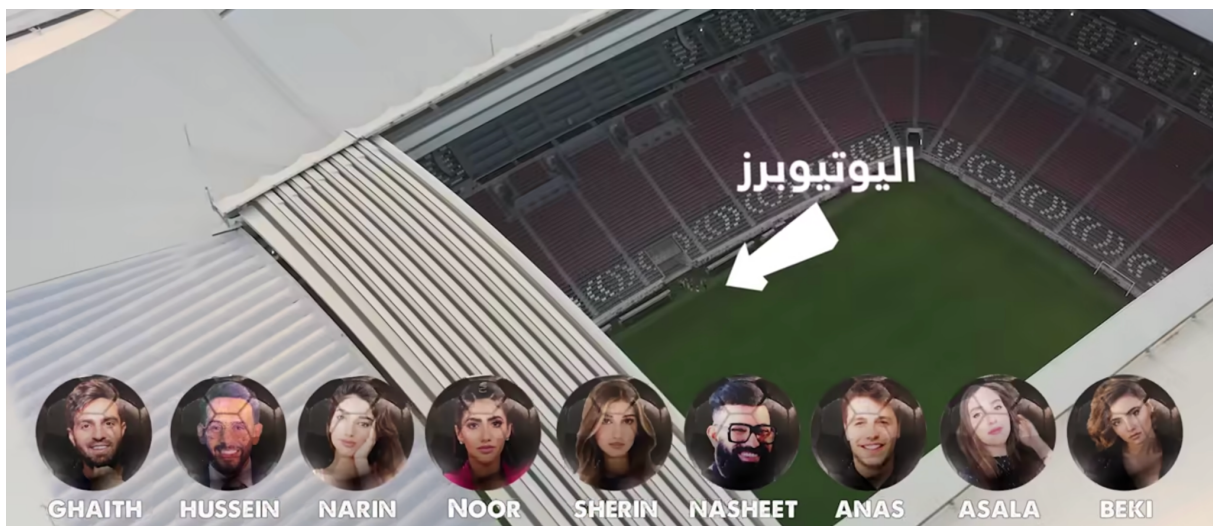 اليوتيوبرز
GHAITH HUSSEIN NARIN NOOR SHERIN NASHEET ANAS ASALA BEKI